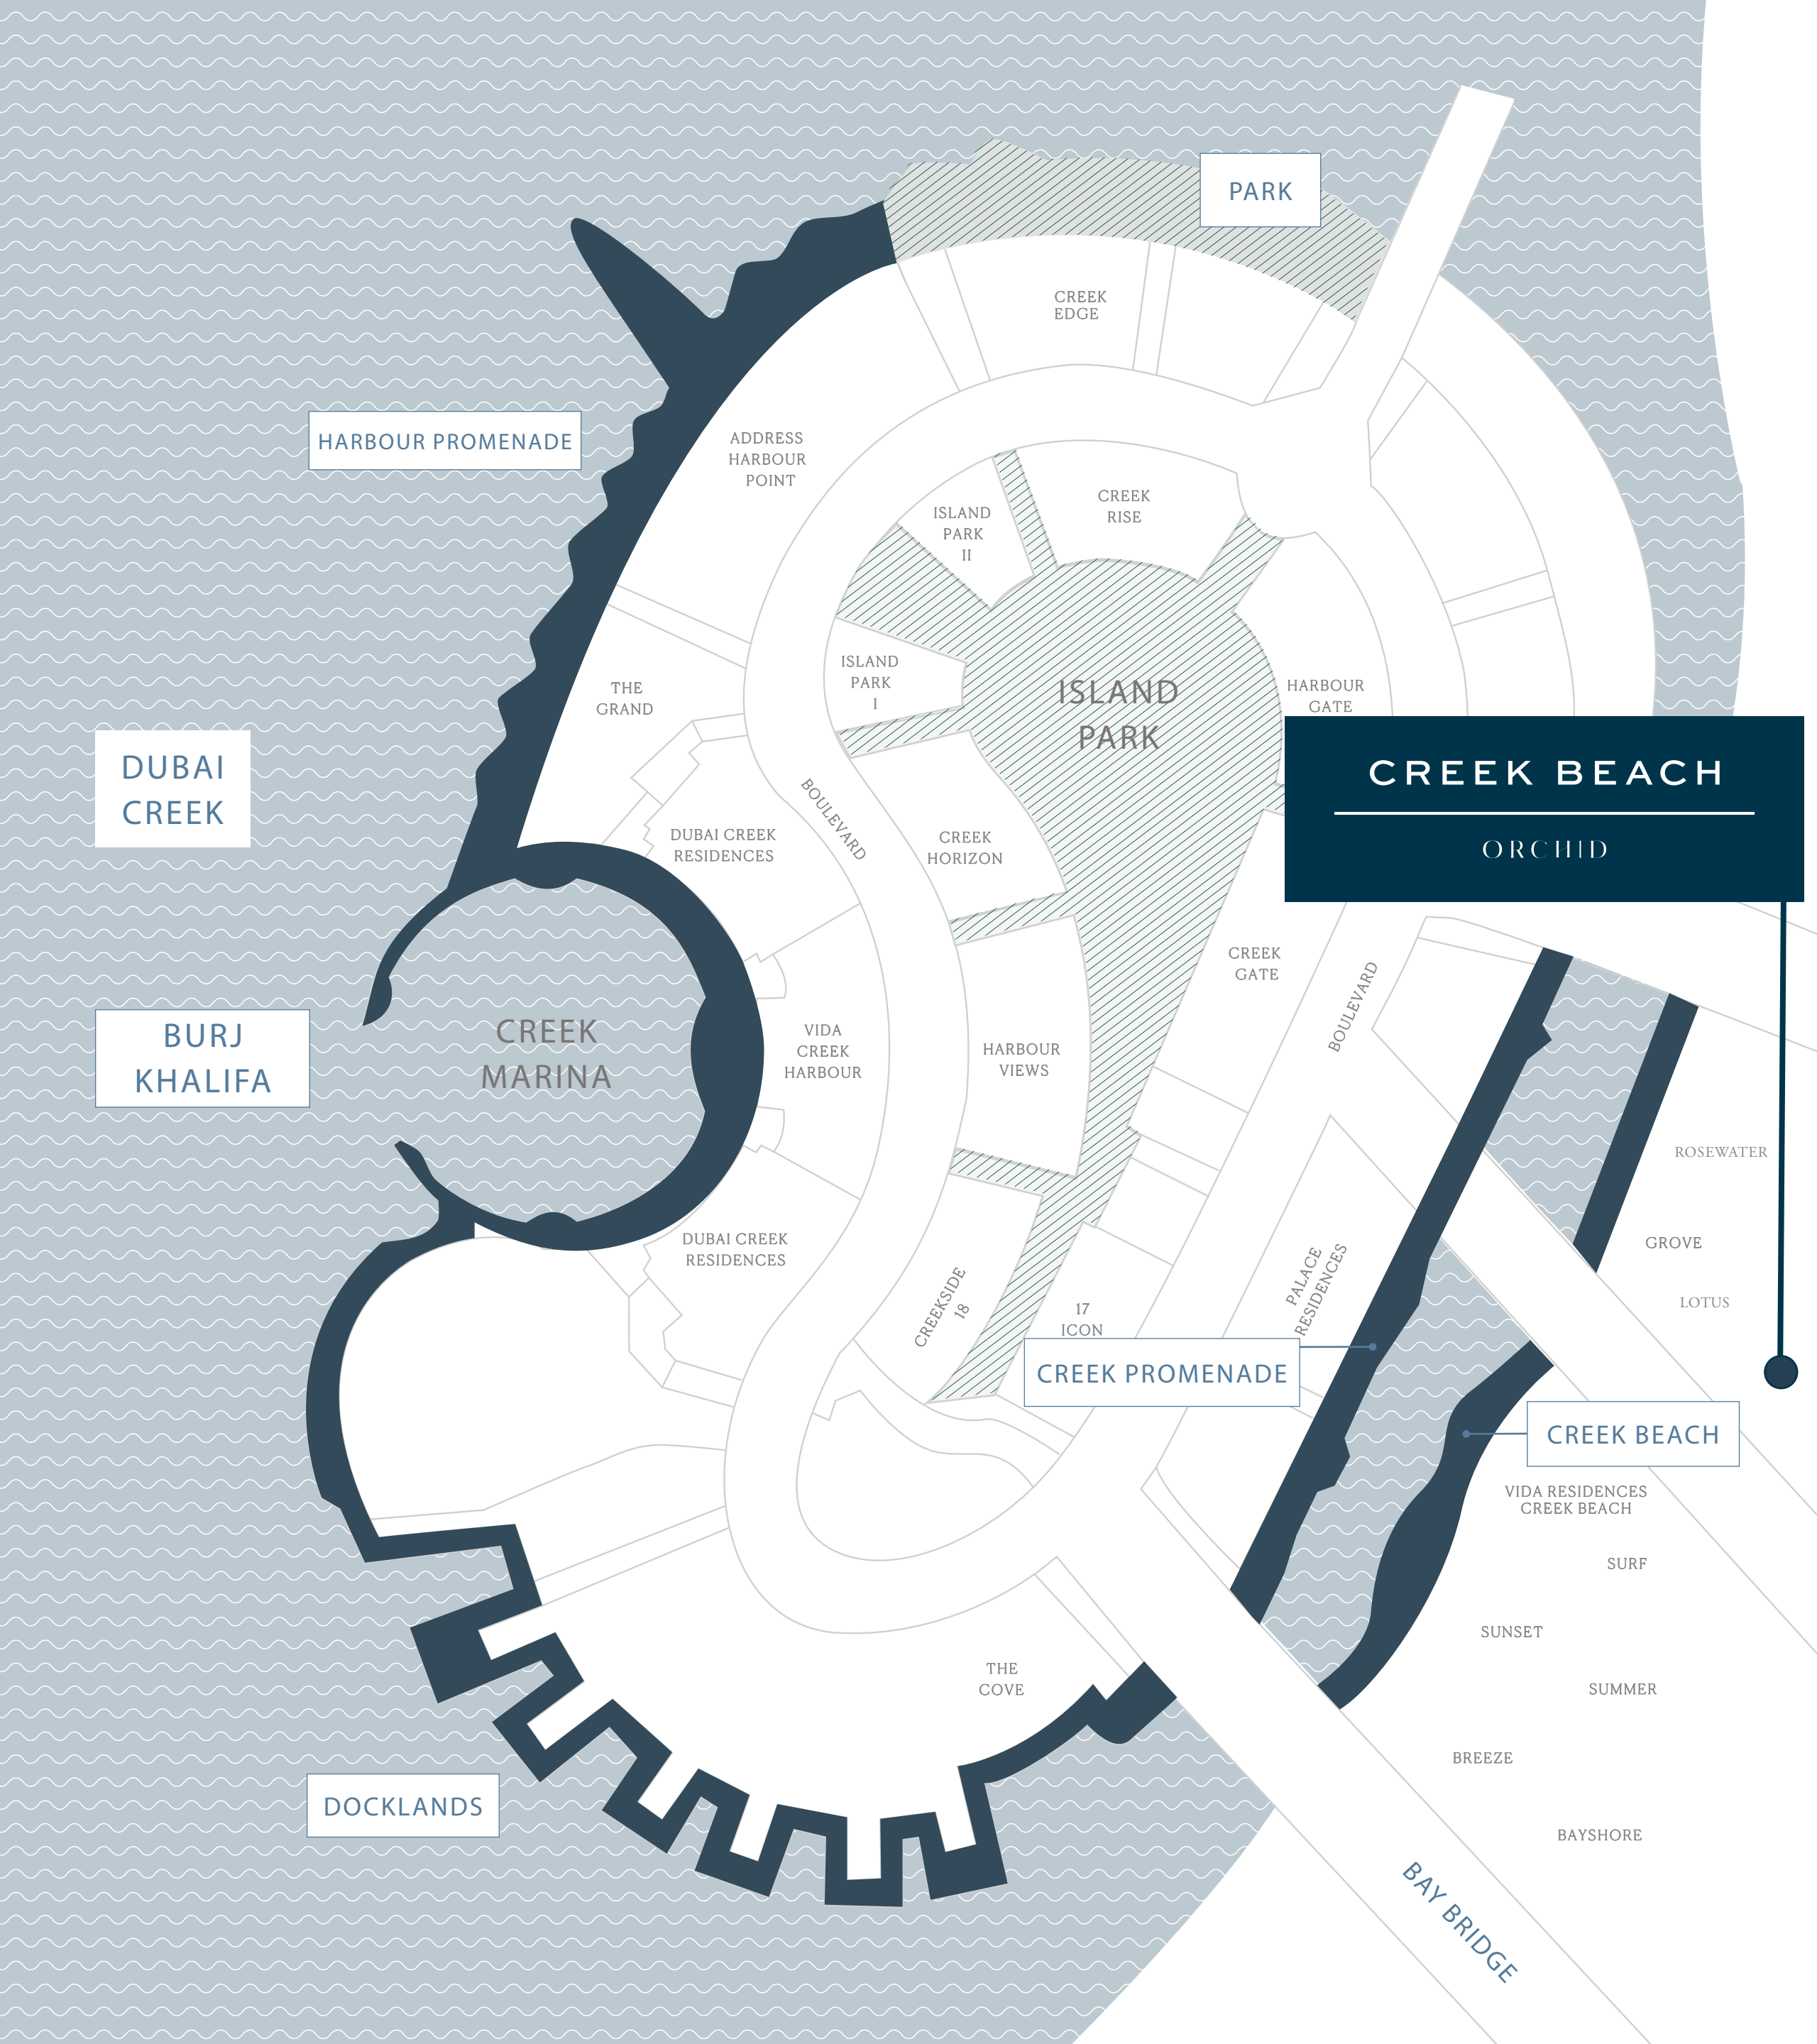 PARK
CREEK
EDGE
HARBOUR PROMENADE
ADDRESS
HARBOUR
POINT
ISLAND
PARK
II
CREEK
RISE
ISLAND
PARK
I
THE
GRAND
ISLAND
PARK
HARBOUR
GATE
DUBAI
CREEK
CREEK BEACH
ORCHID
BOULEVARD
DUBAI CREEK
RESIDENCES
CREEK
HORIZON
CREEK
GATE
BOULEVARD
BURJ
KHALIFA
CREEK
MARINA
VIDA
CREEK
HARBOUR
HARBOUR
VIEWS
ROSEWATER
DUBAI CREEK
RESIDENCES
GROVE
LOTUS
CREEKSIDE
18
17
ICON
PALACE
RESIDENCES
CREEK PROMENADE
CREEK BEACH
VIDA RESIDENCES
CREEK BEACH
SURF
SUNSET
THE
COVE
SUMMER
BREEZE
DOCKLANDS
BAYSHORE
BAY BRIDGE